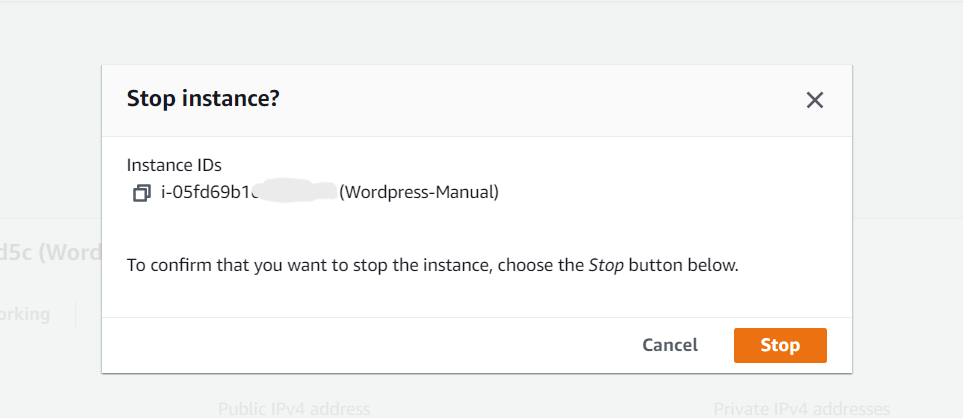 Stop instance?
Instance IDs
i-05fd69b1 (Wordpress-Manual)
d5c (Word
To confirm that you want to stop the instance, choose the Stop button below.
orking
Cancel Stop
Public IPv4 address Private IPv4 addresses